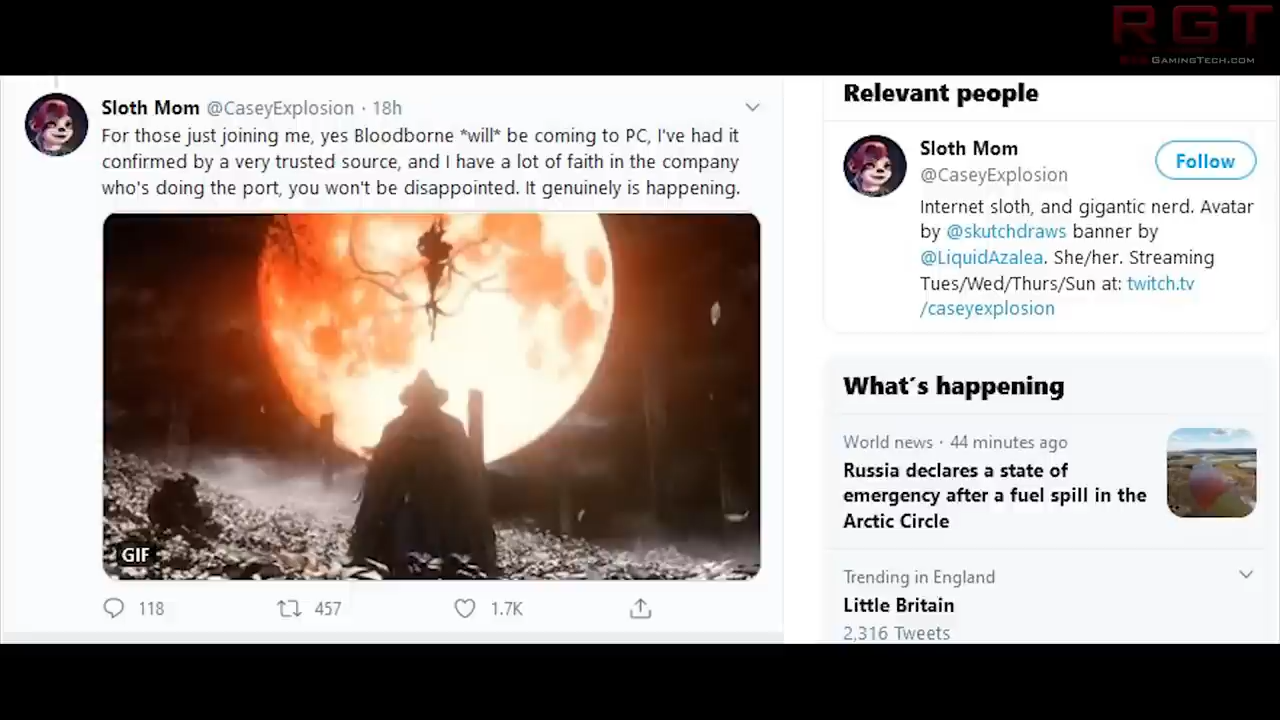 RGT
REDGAMINGTECH.COM
Sloth Mom @CaseyExplosion · 18h
For those just joining me, yes Bloodborne *will* be coming to PC, I've had it
confirmed by a very trusted source, and I have a lot of faith in the company
who's doing the port, you won't be disappointed. It genuinely is happening.
GIF
118 457 1.7K
Relevant people
Sloth Mom
@CaseyExplosion
Follow
Internet sloth, and gigantic nerd. Avatar
by @skutchdraws banner by
@LiquidAzalea. She/her. Streaming
Tues/Wed/Thurs/Sun at: twitch.tv
/caseyexplosion
What´s happening
World news · 44 minutes ago
Russia declares a state of
emergency after a fuel spill in the
Arctic Circle
Trending in England
Little Britain
2,316 Tweets